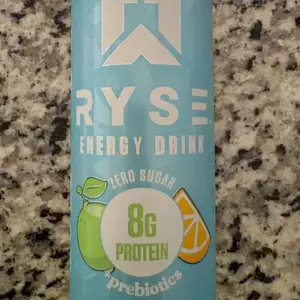 RYSE
ENERGY DRINK
ZERO SUGAR
8G
PROTEIN
prebiotics